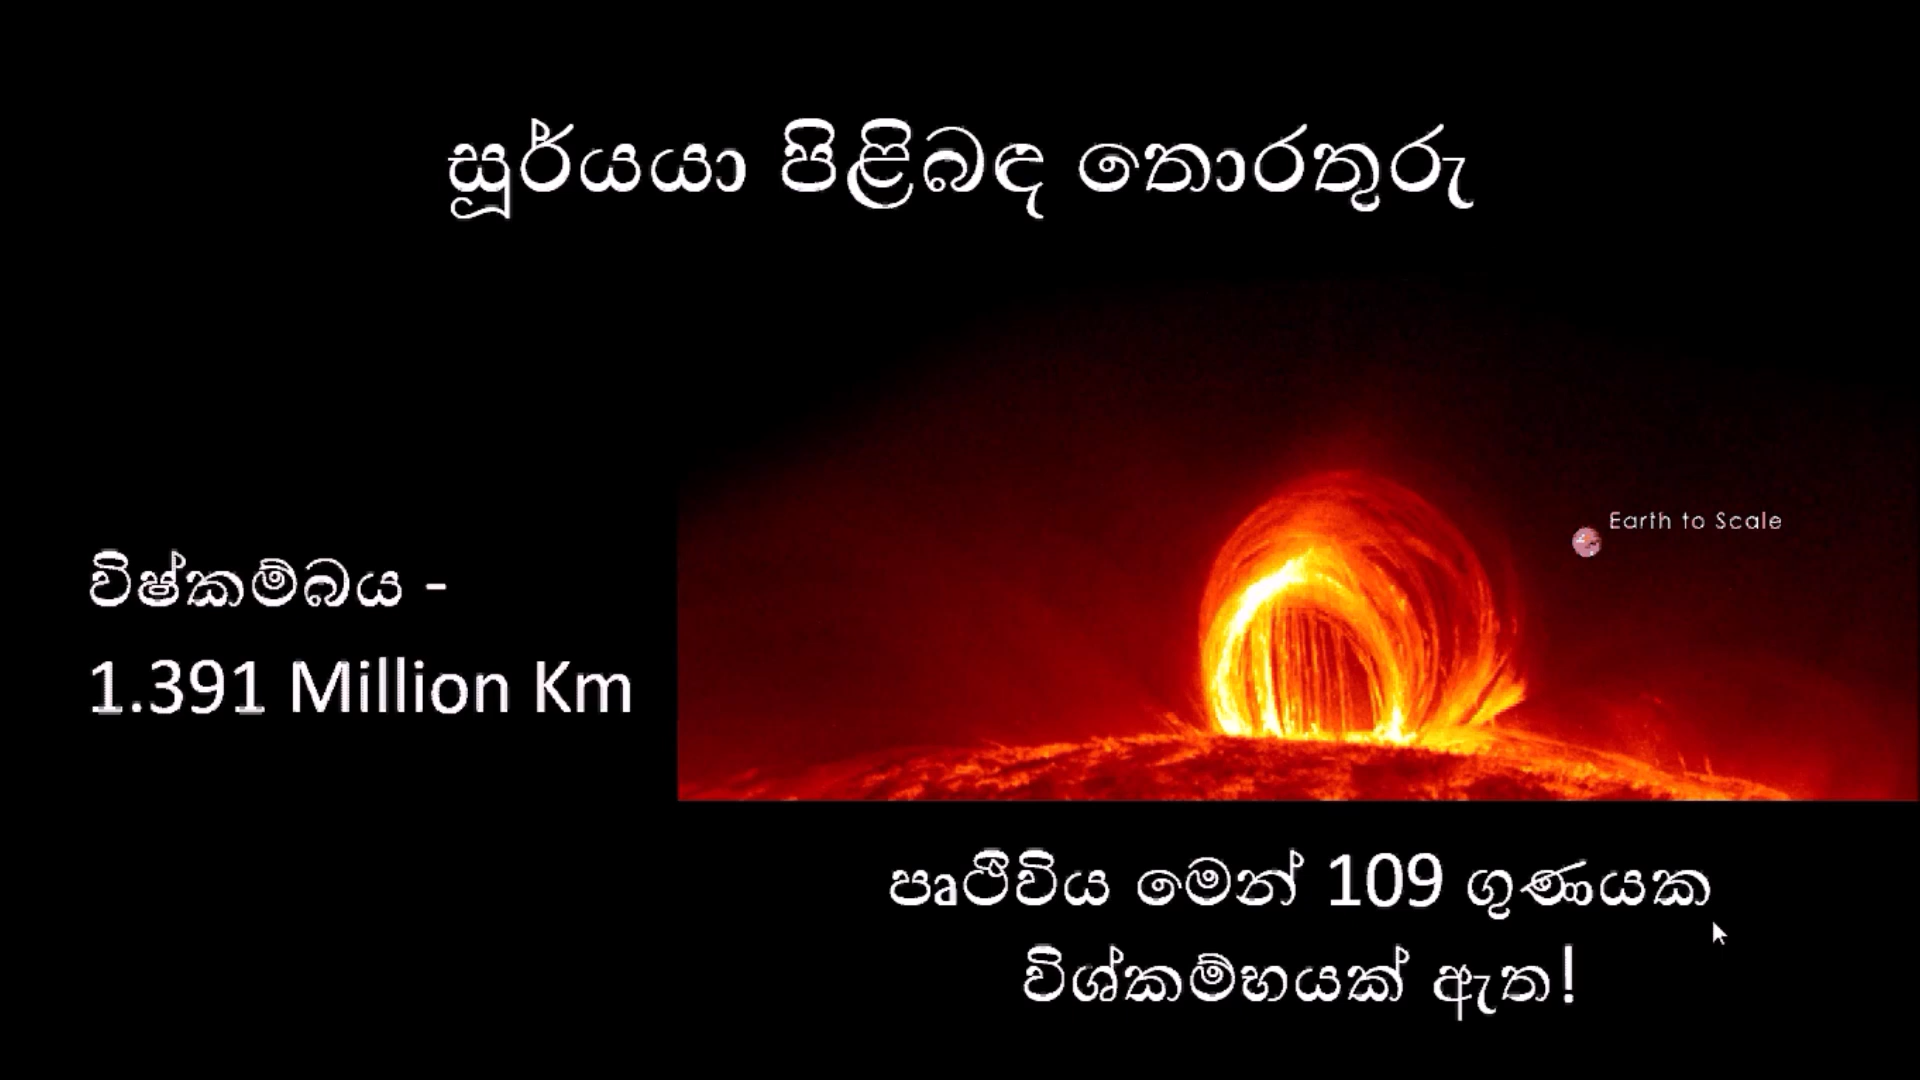 සූර්යයා පිළිබඳ තොරතුරු
Earth to Scale
විෂ්කම්බය -
1.391 Million Km
පෘථිවිය මෙන් 109 ගුණයක
විශ්කම්භයක් ඇත!